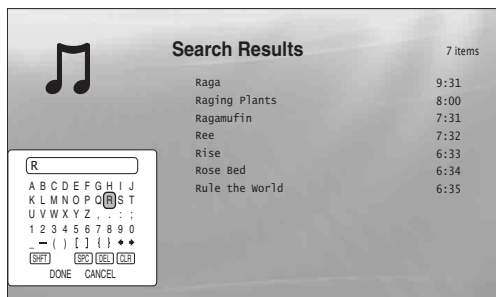 Search Results 7 items
Raga 9:31
Raging Plants 8:00
Ragamufin 7:31
Ree 7:32
Rise 6:33
Rose Bed 6:34
Rule the World 6:35
R
A B C D E F G H I J
K L M N O P Q R S T
U V W X Y Z , . : ;
1 2 3 4 5 6 7 8 9 0
_ – ( ) [ ] { }
SHFT SPC DEL CLR
DONE CANCEL